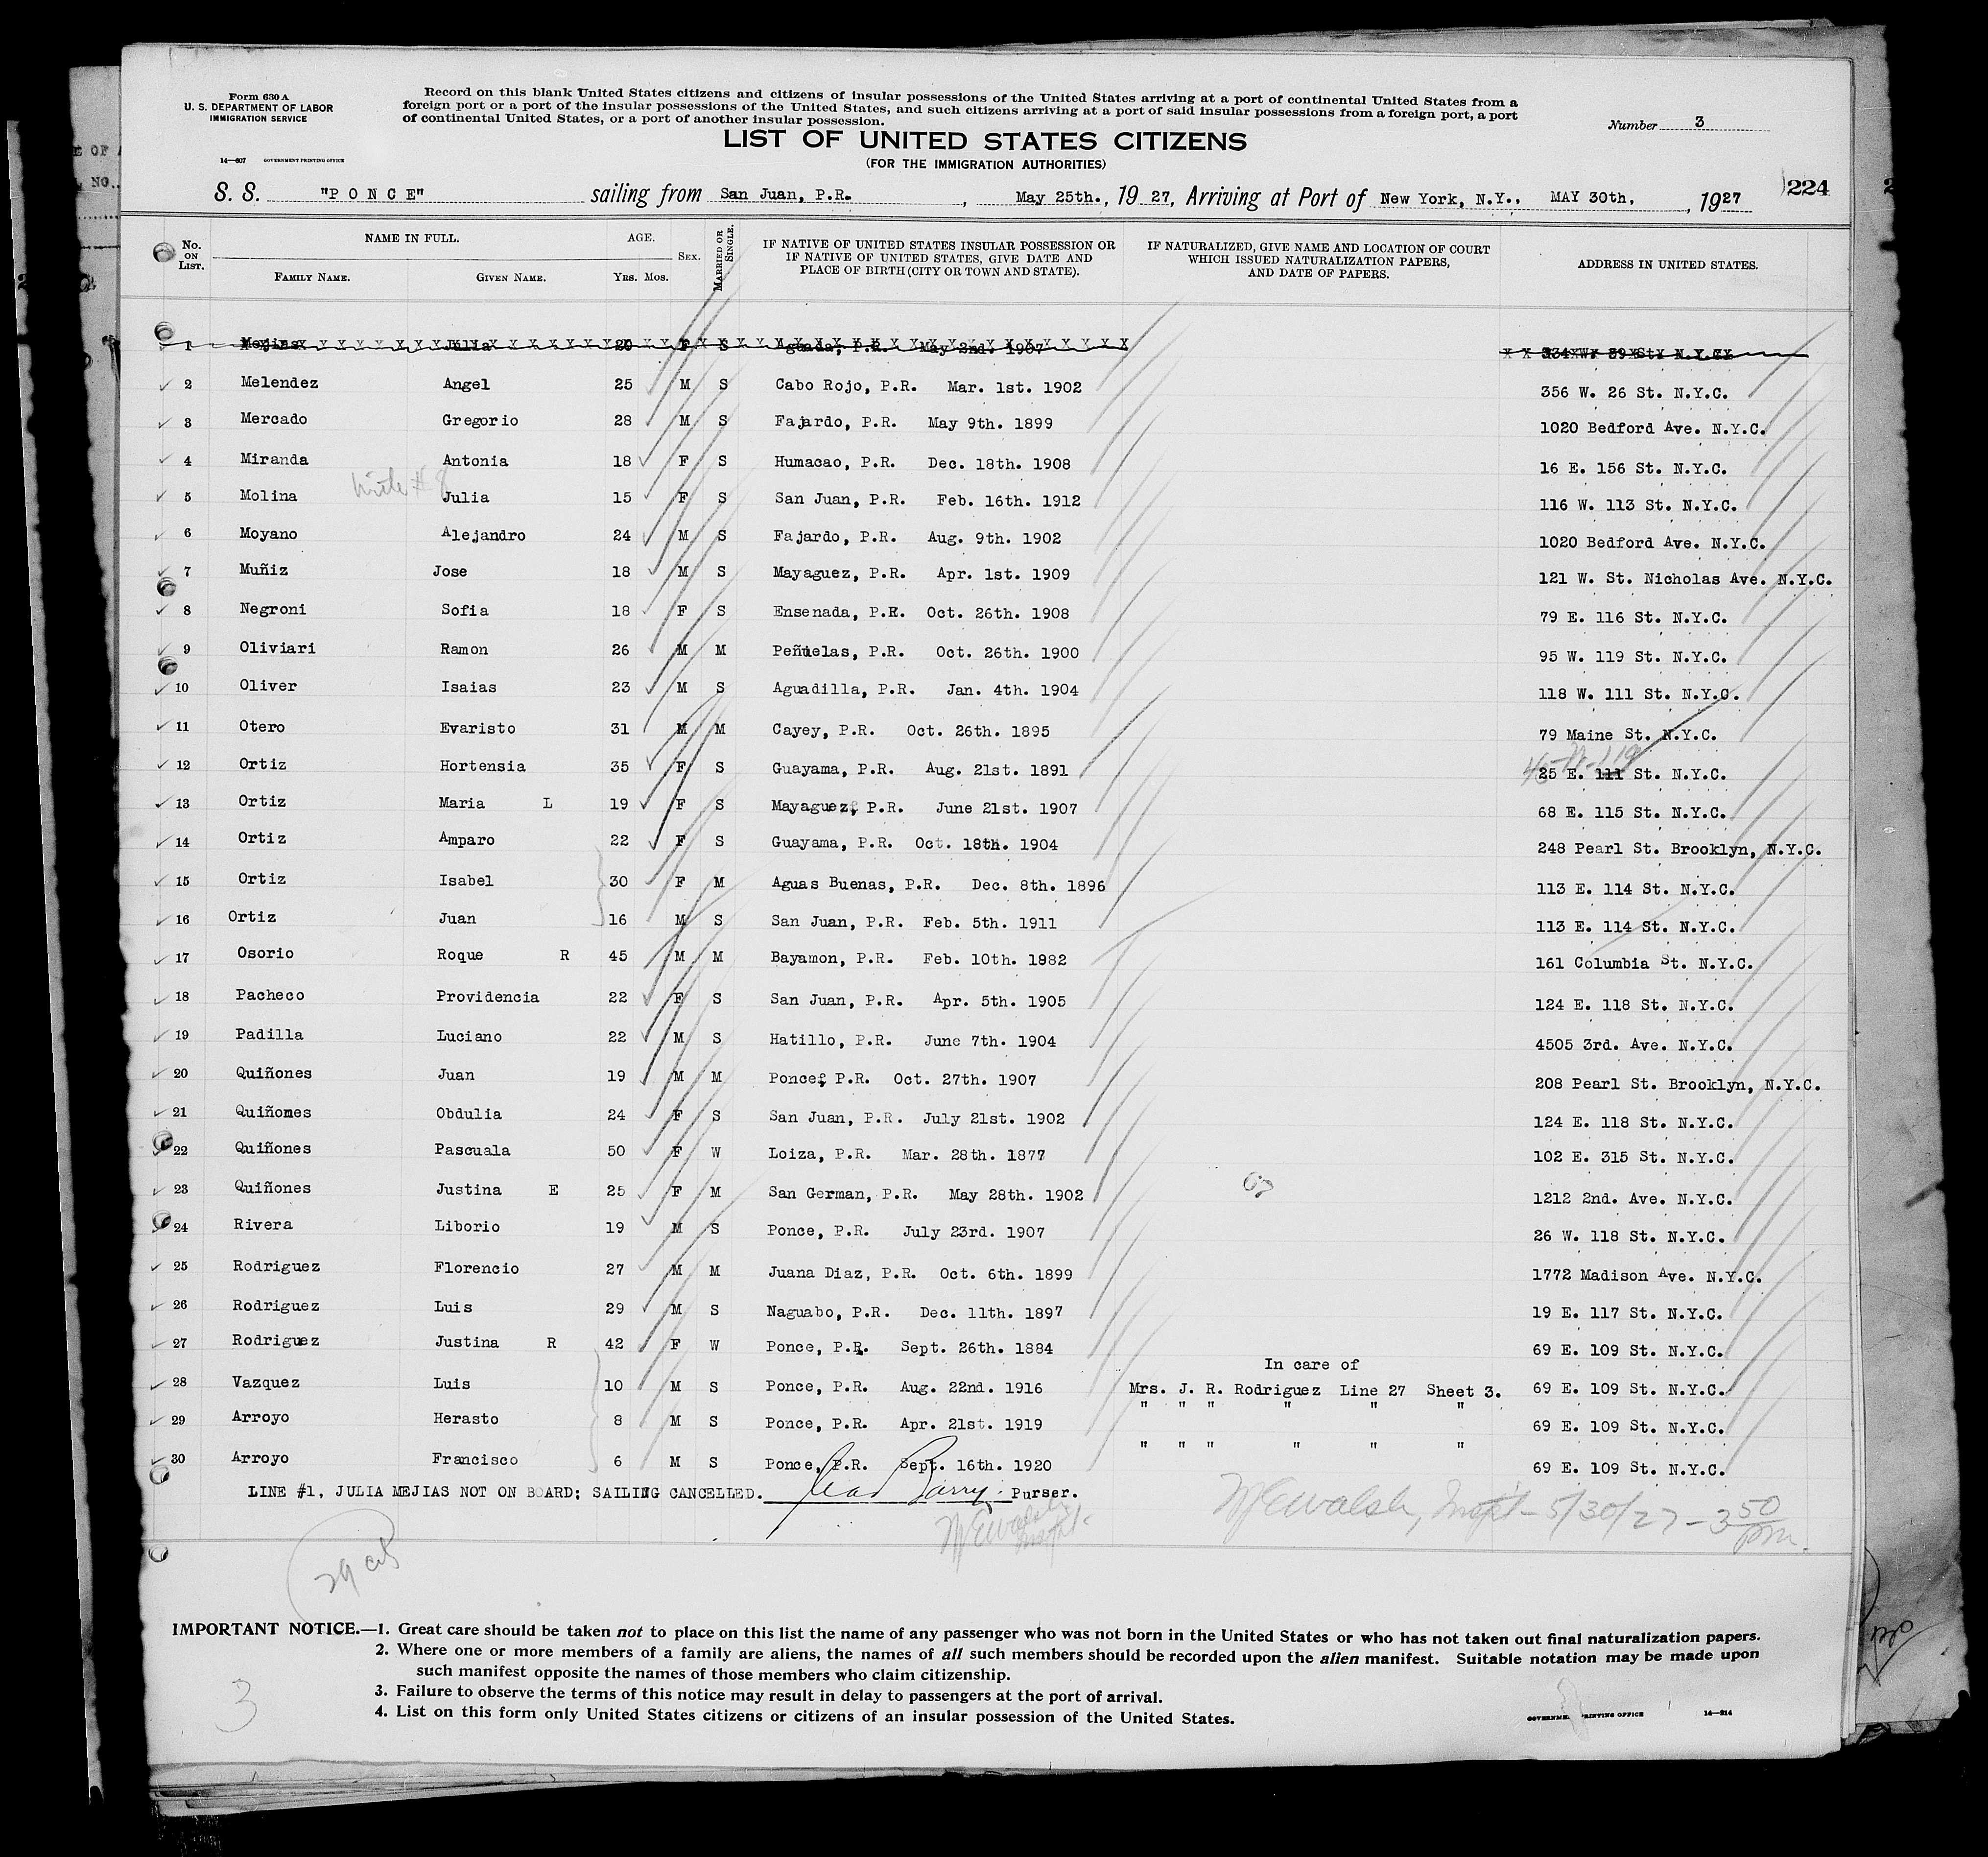 Form 630 A
U. S. DEPARTMENT OF LABOR
IMMIGRATION SERVICE
14—607 GOVERNMENT PRINTING OFFICE
Record on this blank United States citizens and citizens of insular possessions of the United States arriving at a port of continental United States from a
foreign port or a port of the insular possessions of the United States, and such citizens arriving at a port of said insular possessions from a foreign port, a port
of continental United States, or a port of another insular possession.
Number 3
LIST OF UNITED STATES CITIZENS
(FOR THE IMMIGRATION AUTHORITIES)
224
S. S. "P O N C E" sailing from San Juan, P.R. , May 25th., 19 27, Arriving at Port of New York, N.Y., MAY 30th, , 1927
No. ON LIST. NAME IN FULL. FAMILY NAME. GIVEN NAME. AGE. YRS. MOS. SEX. MARRIED OR SINGLE. IF NATIVE OF UNITED STATES INSULAR POSSESSION OR IF NATIVE OF UNITED STATES, GIVE DATE AND PLACE OF BIRTH (CITY OR TOWN AND STATE). IF NATURALIZED, GIVE NAME AND LOCATION OF COURT WHICH ISSUED NATURALIZATION PAPERS, AND DATE OF PAPERS. ADDRESS IN UNITED STATES.
1 Mejias Julia 20 F S Aguada, P.R. May 2nd. 1907 N.Y.C.
2 Melendez Angel 25 M S Cabo Rojo, P.R. Mar. 1st. 1902 356 W. 26 St. N.Y.C.
3 Mercado Gregorio 28 M S Fajardo, P.R. May 9th. 1899 1020 Bedford Ave. N.Y.C.
4 Miranda Antonia 18 F S Humacao, P.R. Dec. 18th. 1908 16 E. 156 St. N.Y.C.
5 Molina Julia 15 F S San Juan, P.R. Feb. 16th. 1912 116 W. 113 St. N.Y.C.
6 Moyano Alejandro 24 M S Fajardo, P.R. Aug. 9th. 1902 1020 Bedford Ave. N.Y.C.
7 Muñiz Jose 18 M S Mayaguez, P.R. Apr. 1st. 1909 121 W. St. Nicholas Ave. N.Y.C.
8 Negroni Sofia 18 F S Ensenada, P.R. Oct. 26th. 1908 79 E. 116 St. N.Y.C.
9 Oliviari Ramon 26 M M Peñuelas, P.R. Oct. 26th. 1900 95 W. 119 St. N.Y.C.
10 Oliver Isaias 23 M S Aguadilla, P.R. Jan. 4th. 1904 118 W. 111 St. N.Y.C.
11 Otero Evaristo 31 M M Cayey, P.R. Oct. 26th. 1895 79 Maine St. N.Y.C.
12 Ortiz Hortensia 35 F S Guayama, P.R. Aug. 21st. 1891 25 E. 111 St. N.Y.C.
13 Ortiz Maria L 19 F S Mayaguez, P.R. June 21st. 1907 68 E. 115 St. N.Y.C.
14 Ortiz Amparo 22 F S Guayama, P.R. Oct. 18th. 1904 248 Pearl St. Brooklyn, N.Y.C.
15 Ortiz Isabel 30 F M Aguas Buenas, P.R. Dec. 8th. 1896 113 E. 114 St. N.Y.C.
16 Ortiz Juan 16 M S San Juan, P.R. Feb. 5th. 1911 113 E. 114 St. N.Y.C.
17 Osorio Roque R 45 M M Bayamon, P.R. Feb. 10th. 1882 161 Columbia St. N.Y.C.
18 Pacheco Providencia 22 F S San Juan, P.R. Apr. 5th. 1905 124 E. 118 St. N.Y.C.
19 Padilla Luciano 22 M S Hatillo, P.R. June 7th. 1904 4505 3rd. Ave. N.Y.C.
20 Quiñones Juan 19 M M Ponce, P.R. Oct. 27th. 1907 208 Pearl St. Brooklyn, N.Y.C.
21 Quiñones Obdulia 24 F S San Juan, P.R. July 21st. 1902 124 E. 118 St. N.Y.C.
22 Quiñones Pascuala 50 F W Loiza, P.R. Mar. 28th. 1877 102 E. 315 St. N.Y.C.
23 Quiñones Justina E 25 F M San German, P.R. May 28th. 1902 1212 2nd. Ave. N.Y.C.
24 Rivera Liborio 19 M S Ponce, P.R. July 23rd. 1907 26 W. 118 St. N.Y.C.
25 Rodriguez Florencio 27 M M Juana Diaz, P.R. Oct. 6th. 1899 1772 Madison Ave. N.Y.C.
26 Rodriguez Luis 29 M S Naguabo, P.R. Dec. 11th. 1897 19 E. 117 St. N.Y.C.
27 Rodriguez Justina R 42 F W Ponce, P.R. Sept. 26th. 1884 69 E. 109 St. N.Y.C.
In care of
28 Vazquez Luis 10 M S Ponce, P.R. Aug. 22nd. 1916 Mrs. J. R. Rodriguez Line 27 Sheet 3. 69 E. 109 St. N.Y.C.
29 Arroyo Herasto 8 M S Ponce, P.R. Apr. 21st. 1919 " " " " " " 69 E. 109 St. N.Y.C.
30 Arroyo Francisco 6 M S Ponce, P.R. Sept. 16th. 1920 " " " " " " 69 E. 109 St. N.Y.C.
LINE #1, JULIA MEJIAS NOT ON BOARD; SAILING CANCELLED. Purser.
5/30/27 - 3 50 pm.
IMPORTANT NOTICE.—1. Great care should be taken not to place on this list the name of any passenger who was not born in the United States or who has not taken out final naturalization papers.
2. Where one or more members of a family are aliens, the names of all such members should be recorded upon the alien manifest. Suitable notation may be made upon
such manifest opposite the names of those members who claim citizenship.
3. Failure to observe the terms of this notice may result in delay to passengers at the port of arrival.
4. List on this form only United States citizens or citizens of an insular possession of the United States.
3
14—214